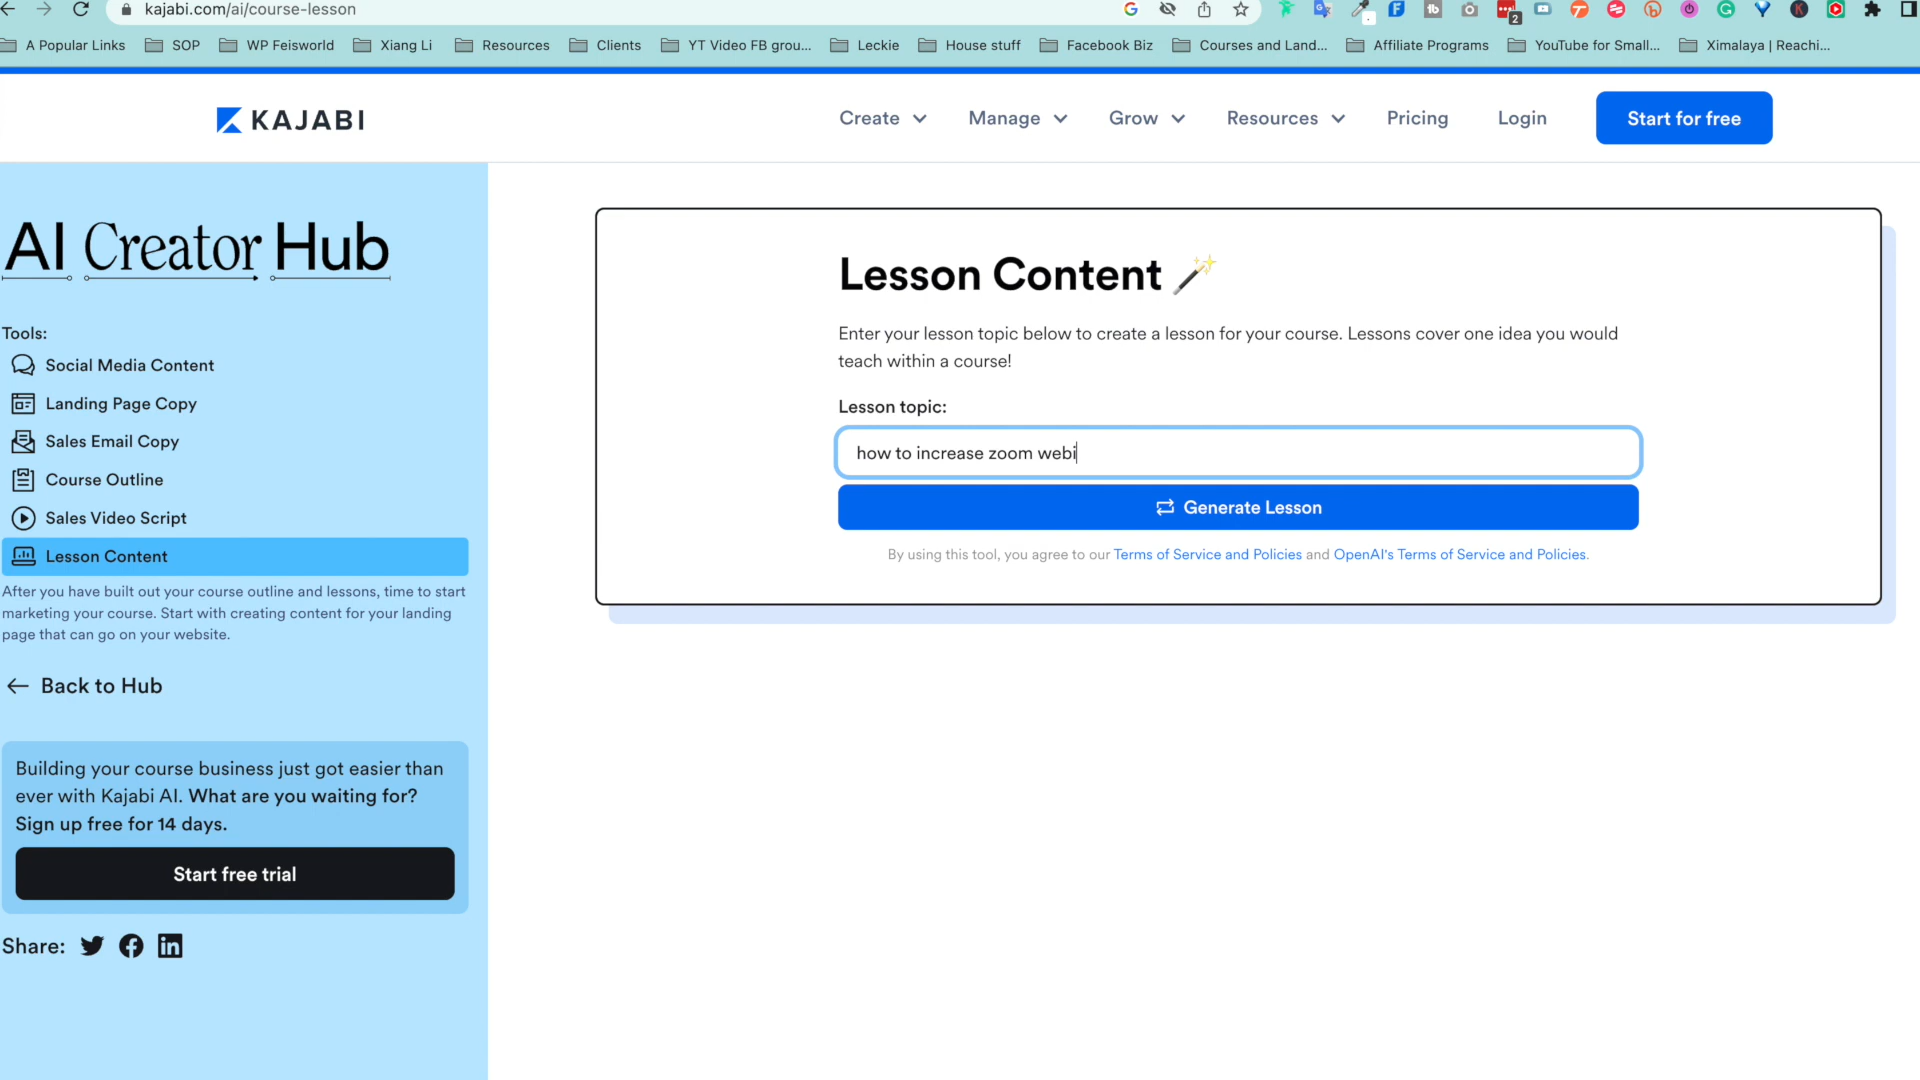 kajabi.com/ai/course-lesson
A Popular Links
SOP
WP Feisworld
Xiang Li
Resources
Clients
YT Video FB grou...
Leckie
House stuff
Facebook Biz
Courses and Land...
Affiliate Programs
YouTube for Small...
Ximalaya | Reachi...
KAJABI
Create
Manage
Grow
Resources
Pricing
Login
Start for free
AI Creator Hub
Tools:
Social Media Content
Landing Page Copy
Sales Email Copy
Course Outline
Sales Video Script
Lesson Content
After you have built out your course outline and lessons, time to start
marketing your course. Start with creating content for your landing
page that can go on your website.
Back to Hub
Building your course business just got easier than
ever with Kajabi AI. What are you waiting for?
Sign up free for 14 days.
Start free trial
Share:
Lesson Content
Enter your lesson topic below to create a lesson for your course. Lessons cover one idea you would
teach within a course!
Lesson topic:
how to increase zoom webi
Generate Lesson
By using this tool, you agree to our Terms of Service and Policies and OpenAI's Terms of Service and Policies.